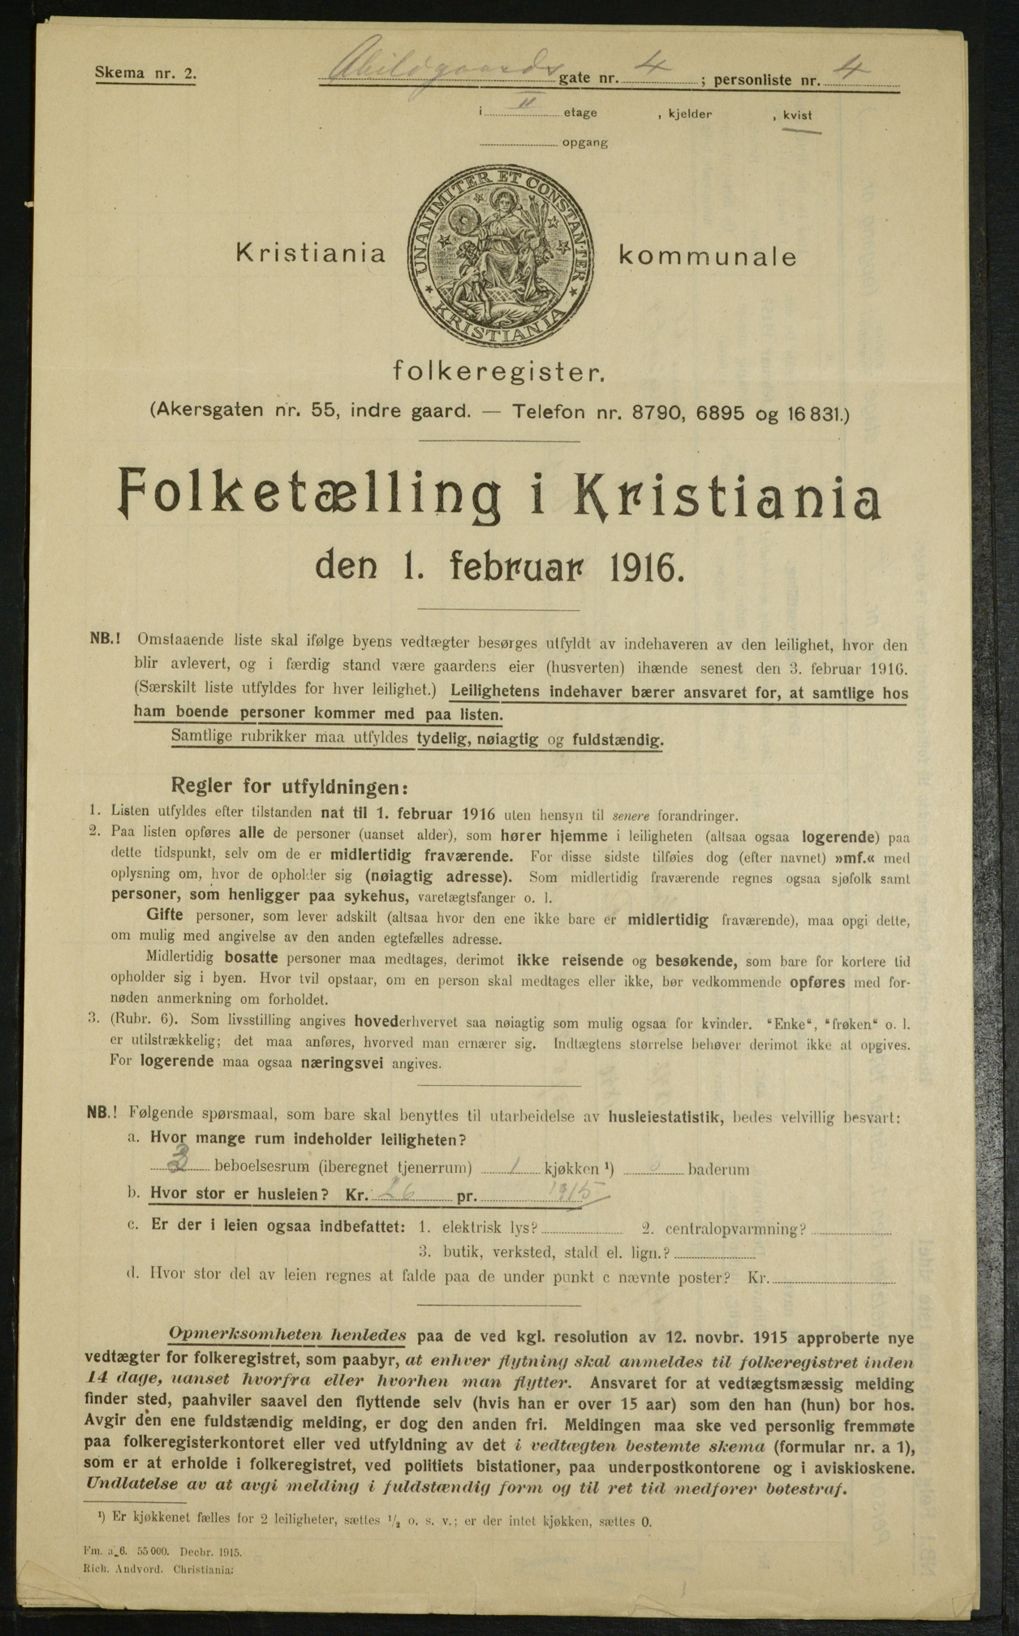 Skema nr. 2.
Abildgaards gate nr. 4 ; personliste nr. 4
i II etage , kjelder , kvist
opgang
UNANIMITER ET CONSTANTER
KRISTIANIA
Kristiania kommunale
folkeregister.
(Akersgaten nr. 55, indre gaard. — Telefon nr. 8790, 6895 og 16831.)
Folketælling i Kristiania
den 1. februar 1916.
NB.! Omstaaende liste skal ifølge byens vedtægter besørges utfyldt av indehaveren av den leilighet, hvor den
blir avlevert, og i færdig stand være gaardens eier (husverten) ihænde senest den 3. februar 1916.
(Særskilt liste utfyldes for hver leilighet.) Leilighetens indehaver bærer ansvaret for, at samtlige hos
ham boende personer kommer med paa listen.
Samtlige rubrikker maa utfyldes tydelig, nøiagtig og fuldstændig.
Regler for utfyldningen:
1. Listen utfyldes efter tilstanden nat til 1. februar 1916 uten hensyn til senere forandringer.
2. Paa listen opføres alle de personer (uanset alder), som hører hjemme i leiligheten (altsaa ogsaa logerende) paa
dette tidspunkt, selv om de er midlertidig fraværende. For disse sidste tilføies dog (efter navnet) »mf.« med
oplysning om, hvor de opholder sig (nøiagtig adresse). Som midlertidig fraværende regnes ogsaa sjøfolk samt
personer, som henligger paa sykehus, varetægtsfanger o. l.
Gifte personer, som lever adskilt (altsaa hvor den ene ikke bare er midlertidig fraværende), maa opgi dette,
om mulig med angivelse av den anden egtefælles adresse.
Midlertidig bosatte personer maa medtages, derimot ikke reisende og besøkende, som bare for kortere tid
opholder sig i byen. Hvor tvil opstaar, om en person skal medtages eller ikke, bør vedkommende opføres med for-
nøden anmerkning om forholdet.
3. (Rubr. 6). Som livsstilling angives hovederhvervet saa nøiagtig som mulig ogsaa for kvinder. "Enke", "frøken" o. l.
er utilstrækkelig; det maa anføres, hvorved man ernærer sig. Indtægtens størrelse behøver derimot ikke at opgives.
For logerende maa ogsaa næringsvei angives.
NB.! Følgende spørsmaal, som bare skal benyttes til utarbeidelse av husleiestatistik, bedes velvillig besvart:
a. Hvor mange rum indeholder leiligheten?
beboelsesrum (iberegnet tjenerrum) 1 kjøkken ¹) 0 baderum
b. Hvor stor er husleien? Kr. 26 pr. 1915
c. Er der i leien ogsaa indbefattet: 1. elektrisk lys? 2. centralopvarmning?
3. butik, verksted, stald el. lign.?
d. Hvor stor del av leien regnes at falde paa de under punkt c nævnte poster? Kr.
Opmerksomheten henledes paa de ved kgl. resolution av 12. novbr. 1915 approberte nye
vedtægter for folkeregistret, som paabyr, at enhver flytning skal anmeldes til folkeregistret inden
14 dage, uanset hvorfra eller hvorhen man flytter. Ansvaret for at vedtægtsmæssig melding
finder sted, paahviler saavel den flyttende selv (hvis han er over 15 aar) som den han (hun) bor hos.
Avgir den ene fuldstændig melding, er dog den anden fri. Meldingen maa ske ved personlig fremmøte
paa folkeregisterkontoret eller ved utfyldning av det i vedtægten bestemte skema (formular nr. a 1),
som er at erholde i folkeregistret, ved politiets bistationer, paa underpostkontorene og i aviskioskene.
Undlatelse av at avgi melding i fuldstændig form og til ret tid medfører bøtestraf.
¹) Er kjøkkenet fælles for 2 leiligheter, sættes ½ o. s. v.; er der intet kjøkken, sættes 0.
Fm. a.6. 55000. Decbr. 1915.
Rich. Andvord. Christiania.